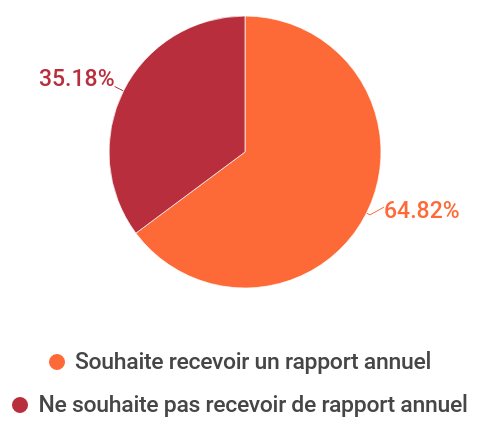 35.18%
64.82%
Souhaite recevoir un rapport annuel
Ne souhaite pas recevoir de rapport annuel